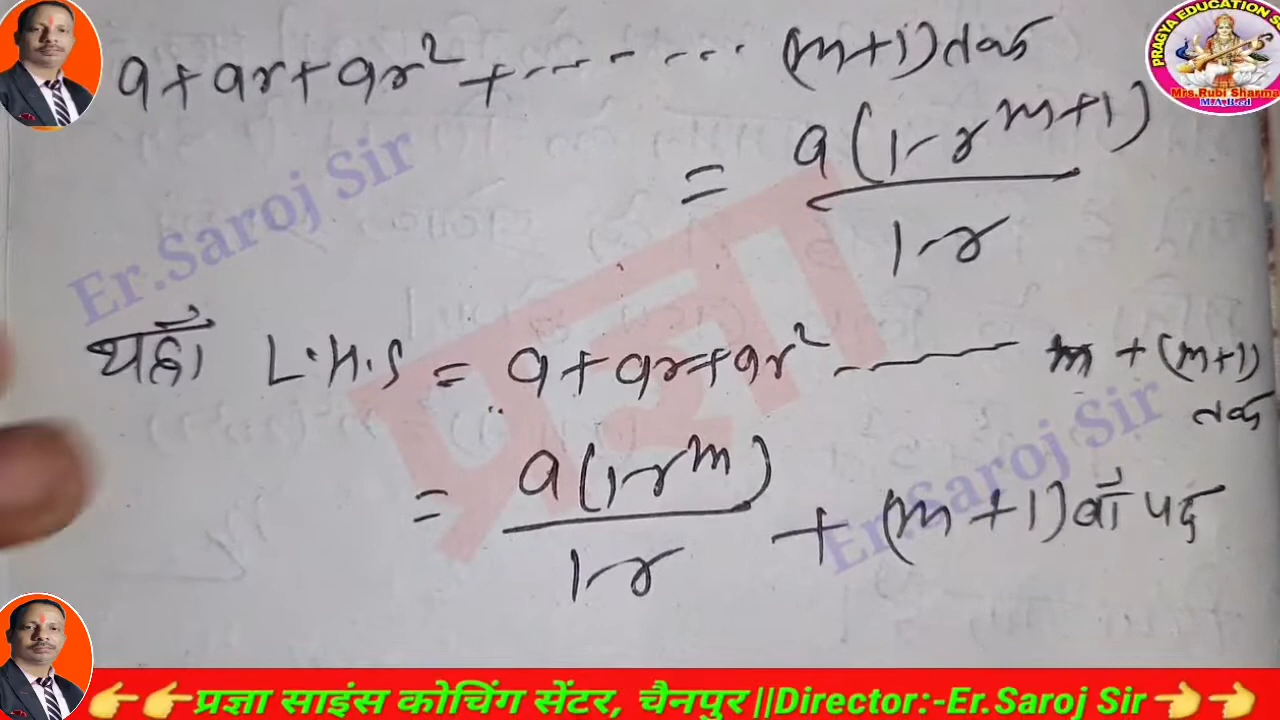 a + ar + ar² + ------- (m+1) तक
= a(1-r^{m+1}) / 1-r
यहाँ L.H.S = a + ar + ar² ------- + (m+1) तक
= a(1-r^m) / 1-r + (m+1) वाँ पद
Er.Saroj Sir
Er.Saroj Sir
प्रज्ञा
PRAGYA EDUCATION
Mrs.Rubi Sharma
M.A,B.ed
👉👉प्रज्ञा साइंस कोचिंग सेंटर, चैनपुर||Director:-Er.Saroj Sir👈👈